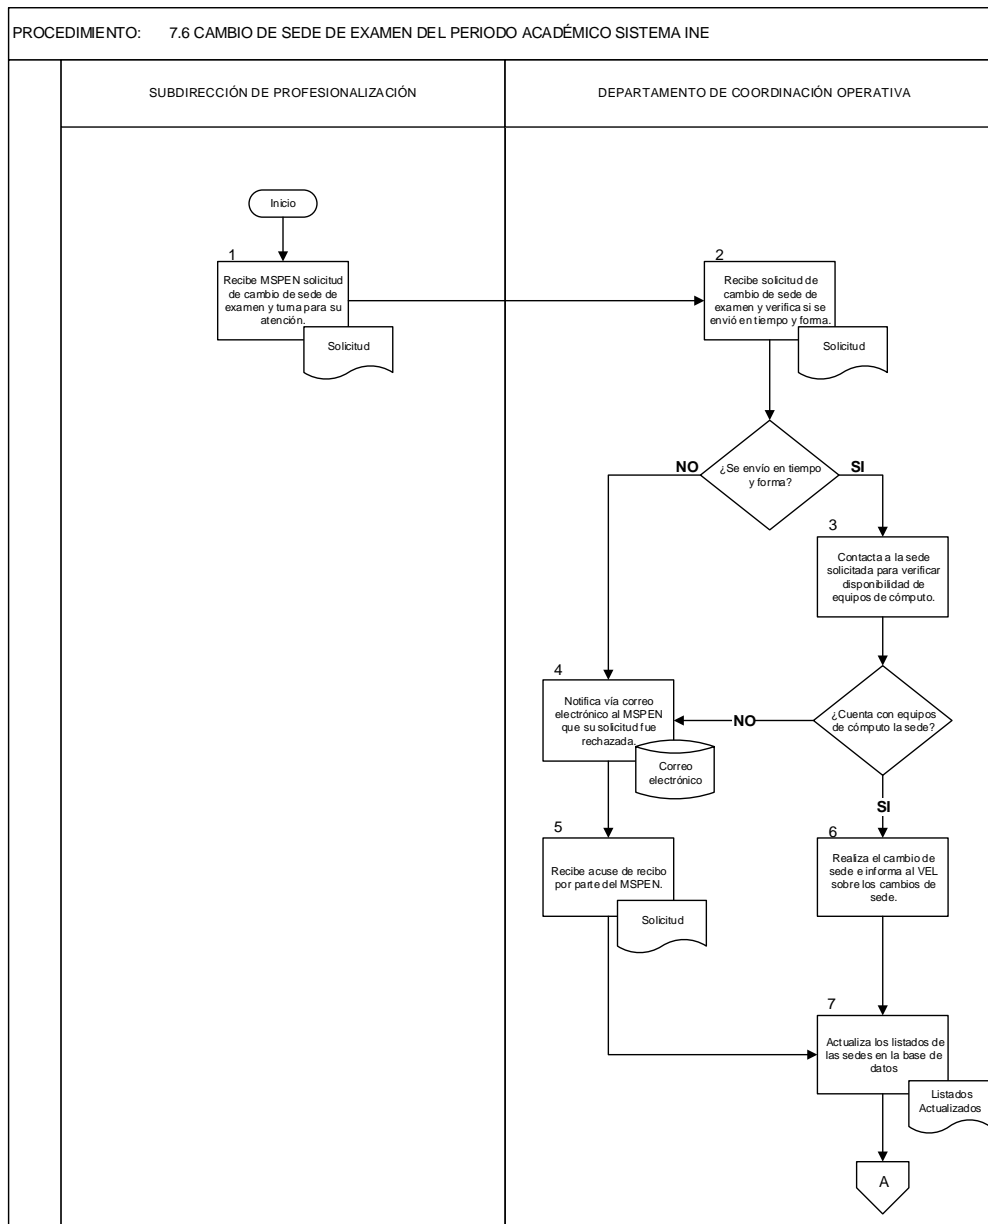 PROCEDIMIENTO: 7.6 CAMBIO DE SEDE DE EXAMEN DEL PERIODO ACADÉMICO SISTEMA INE
SUBDIRECCIÓN DE PROFESIONALIZACIÓN
DEPARTAMENTO DE COORDINACIÓN OPERATIVA
Inicio
1
Recibe MSPEN solicitud
de cambio de sede de
examen y turna para su
atención.
Solicitud
2
Recibe solicitud de
cambio de sede de
examen y verifica si se
envió en tiempo y forma.
Solicitud
¿Se envío en tiempo
y forma?
NO
SI
3
Contacta a la sede
solicitada para verificar
disponibilidad de
equipos de cómputo.
4
Notifica vía correo
electrónico al MSPEN
que su solicitud fue
rechazada.
Correo
electrónico
NO
¿Cuenta con equipos
de cómputo la sede?
SI
5
Recibe acuse de recibo
por parte del MSPEN.
Solicitud
6
Realiza el cambio de
sede e informa al VEL
sobre los cambios de
sede.
7
Actualiza los listados de
las sedes en la base de
datos
Listados
Actualizados
A